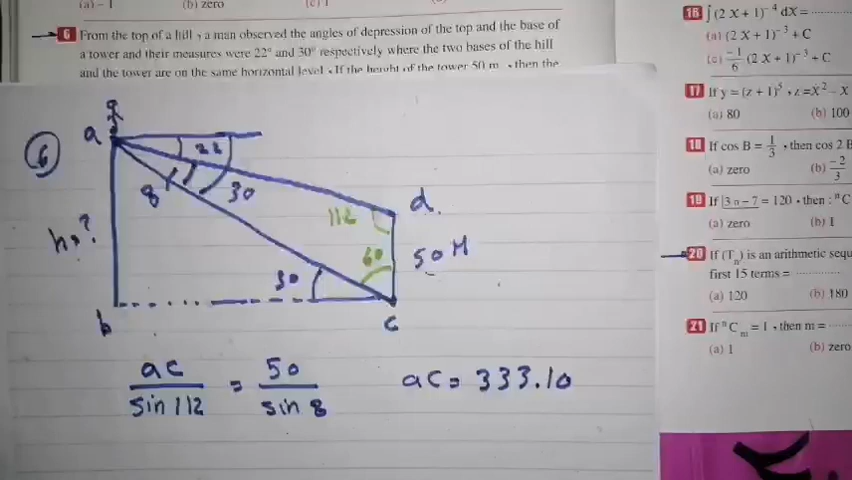 (a) – 1
(b) zero
6 From the top of a hill , a man observed the angles of depression of the top and the base of
a tower and their measures were 22° and 30° respectively where the two bases of the hill
and the tower are on the same horizontal level . If the height of the tower 50 m. , then the
6
a
22
8
30
d.
112
60
50 M
h = ?
30
b
c
ac / sin 112 = 50 / sin 8
ac = 333.10
16 ∫(2 X + 1)⁻⁴ dX = ............
(a) (2 X + 1)⁻³ + C
(c) –1/6 (2 X + 1)⁻³ + C
17 If y = (z + 1)⁵ , z = X² – X
(a) 80
(b) 100
18 If cos B = 1/3 , then cos 2 B
(a) zero
(b) –2/3
19 If |3 n – 7 = 120 , then : ⁿC
(a) zero
(b) 1
20 If (Tₙ) is an arithmetic sequ
first 15 terms = ............
(a) 120
(b) 180
21 If ⁿCₘ = 1 , then m = ............
(a) 1
(b) zero